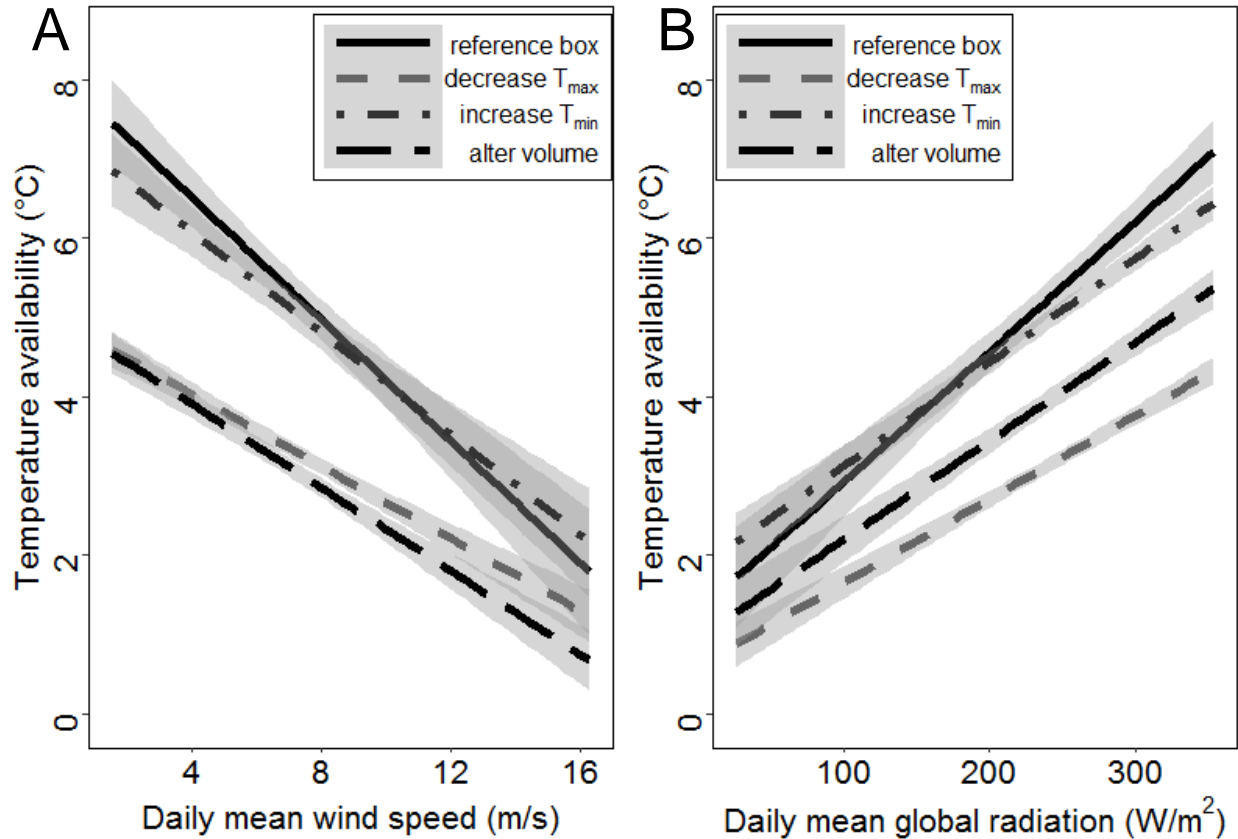 A
reference box
decrease Tmax
increase Tmin
alter volume
Temperature availability (°C)
8
6
4
2
0
4
8
12
16
Daily mean wind speed (m/s)
B
reference box
decrease Tmax
increase Tmin
alter volume
Temperature availability (°C)
8
6
4
2
0
100
200
300
Daily mean global radiation (W/m²)